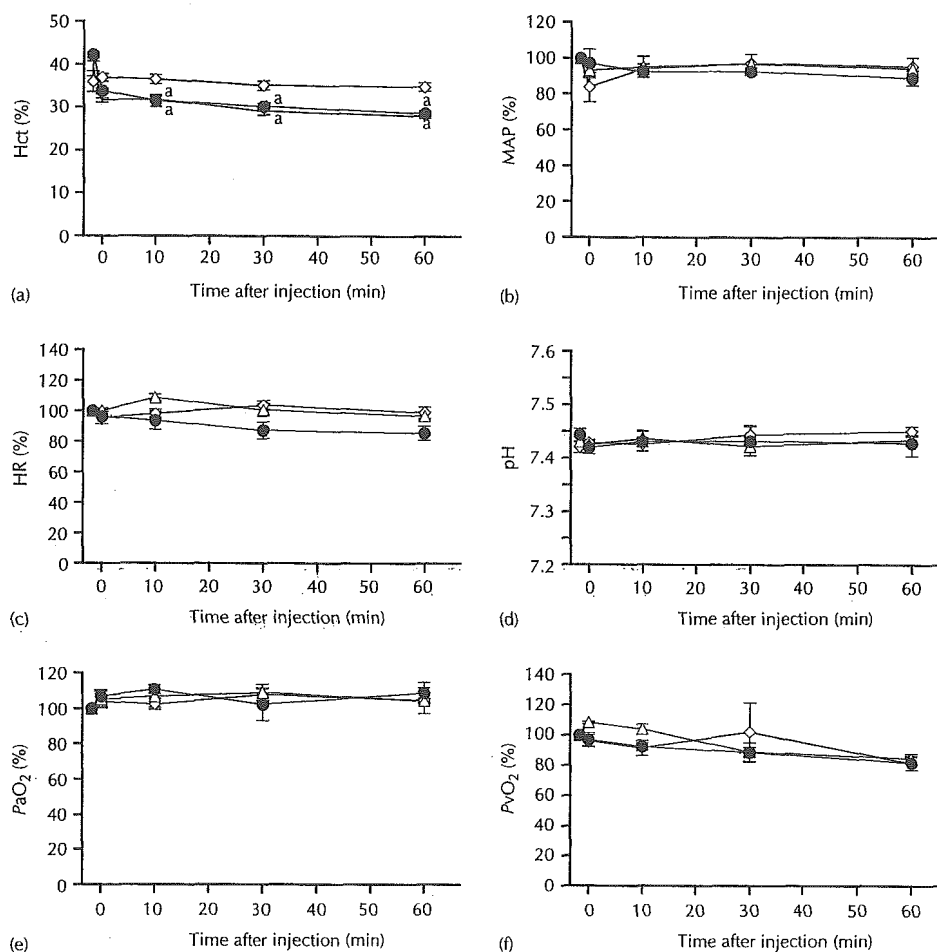 50
40
30
20
10
0
Hct (%)
a
a
a
a
a
a
0 10 20 30 40 50 60
Time after injection (min)
(a)
120
100
80
60
40
20
0
MAP (%)
0 10 20 30 40 50 60
Time after injection (min)
(b)
140
120
100
80
60
40
20
0
HR (%)
0 10 20 30 40 50 60
Time after injection (min)
(c)
7.6
7.5
7.4
7.3
7.2
pH
0 10 20 30 40 50 60
Time after injection (min)
(d)
120
100
80
60
40
20
0
PaO2 (%)
0 10 20 30 40 50 60
Time after injection (min)
(e)
140
120
100
80
60
40
20
0
PvO2 (%)
0 10 20 30 40 50 60
Time after injection (min)
(f)